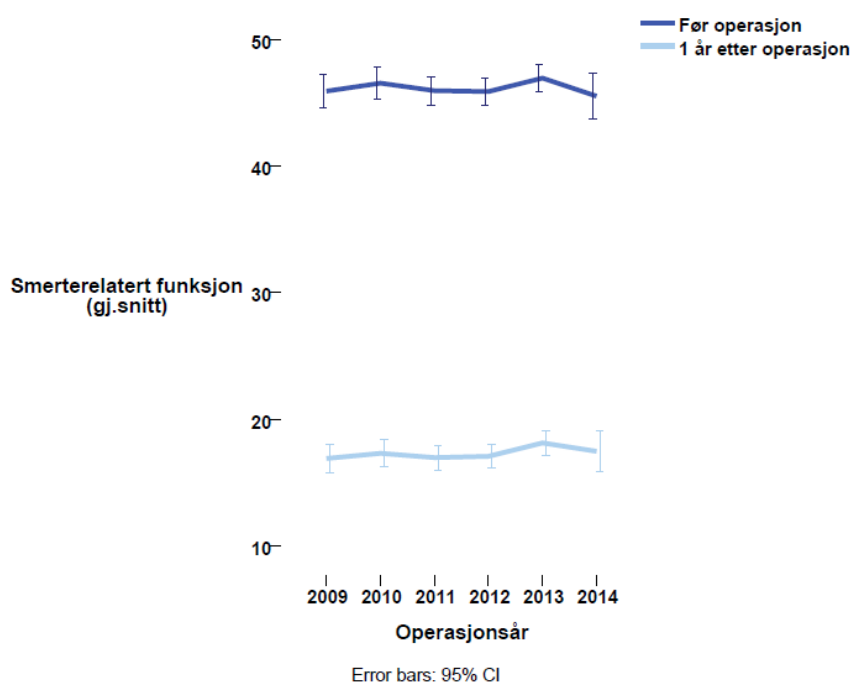 Før operasjon
1 år etter operasjon
50
40
30
20
10
Smerterelatert funksjon
(gj.snitt)
2009 2010 2011 2012 2013 2014
Operasjonsår
Error bars: 95% CI